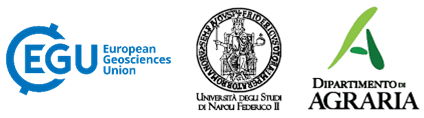 EGU
European
Geosciences
Union
UNIVERSITÀ DEGLI STUDI
DI NAPOLI FEDERICO II
DIPARTIMENTO DI
AGRARIA